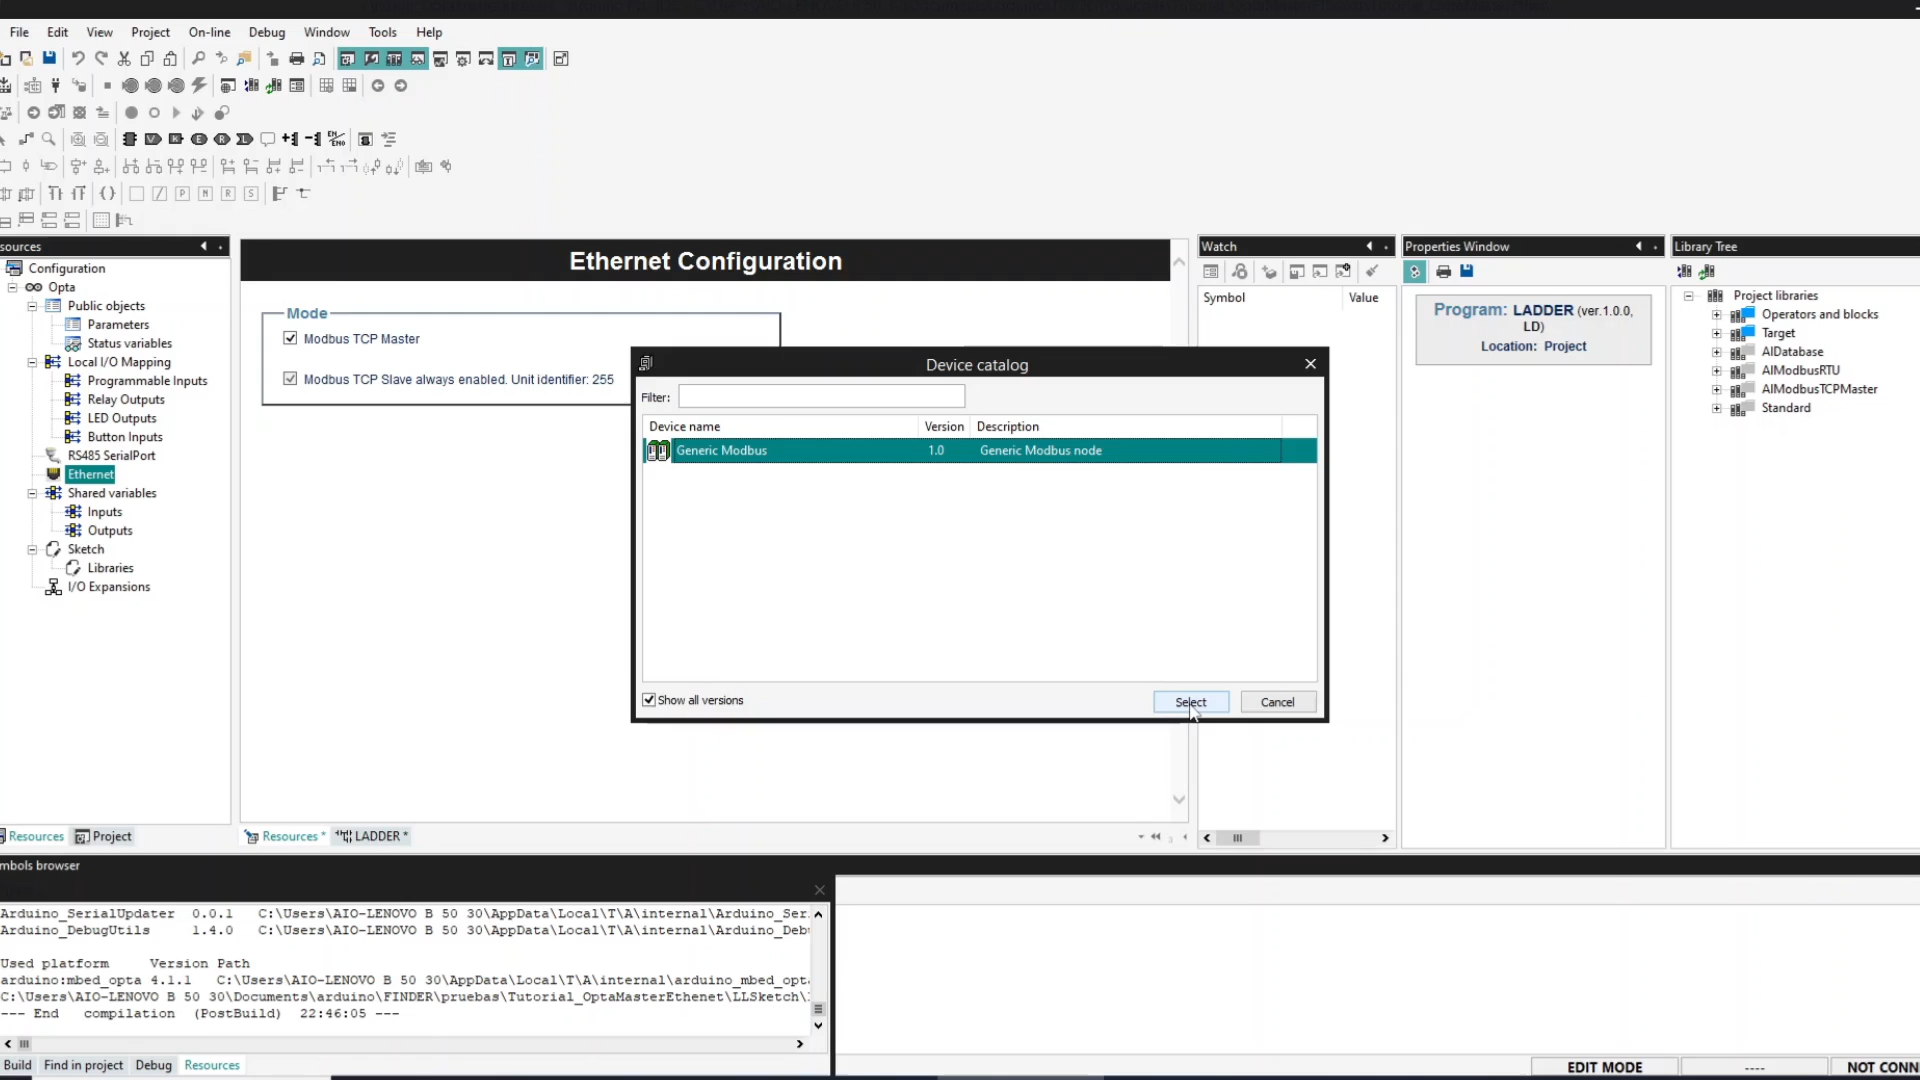 File Edit View Project On-line Debug Window Tools Help
sources
Configuration
Opta
Public objects
Parameters
Status variables
Local I/O Mapping
Programmable Inputs
Relay Outputs
LED Outputs
Button Inputs
RS485 SerialPort
Ethernet
Shared variables
Inputs
Outputs
Sketch
Libraries
I/O Expansions
Resources Project
Ethernet Configuration
Mode
Modbus TCP Master
Modbus TCP Slave always enabled. Unit identifier: 255
Resources * LADDER *
Device catalog
Filter:
Device name Version Description
Generic Modbus 1.0 Generic Modbus node
Show all versions
Select Cancel
Watch
Symbol Value
Properties Window
Program: LADDER (ver.1.0.0,
LD)
Location: Project
Library Tree
Project libraries
Operators and blocks
Target
AlDatabase
AlModbusRTU
AlModbusTCPMaster
Standard
mbols browser
Arduino_SerialUpdater 0.0.1 C:\Users\AIO-LENOVO B 50 30\AppData\Local\T\A\internal\Arduino_Ser
Arduino_DebugUtils 1.4.0 C:\Users\AIO-LENOVO B 50 30\AppData\Local\T\A\internal\Arduino_Deb
Used platform Version Path
arduino:mbed_opta 4.1.1 C:\Users\AIO-LENOVO B 50 30\AppData\Local\T\A\internal\arduino_mbed_opt
C:\Users\AIO-LENOVO B 50 30\Documents\arduino\FINDER\pruebas\Tutorial_OptaMasterEthenet\LLSketch\
--- End compilation (PostBuild) 22:46:05 ---
Build Find in project Debug Resources
EDIT MODE ---- NOT CONN